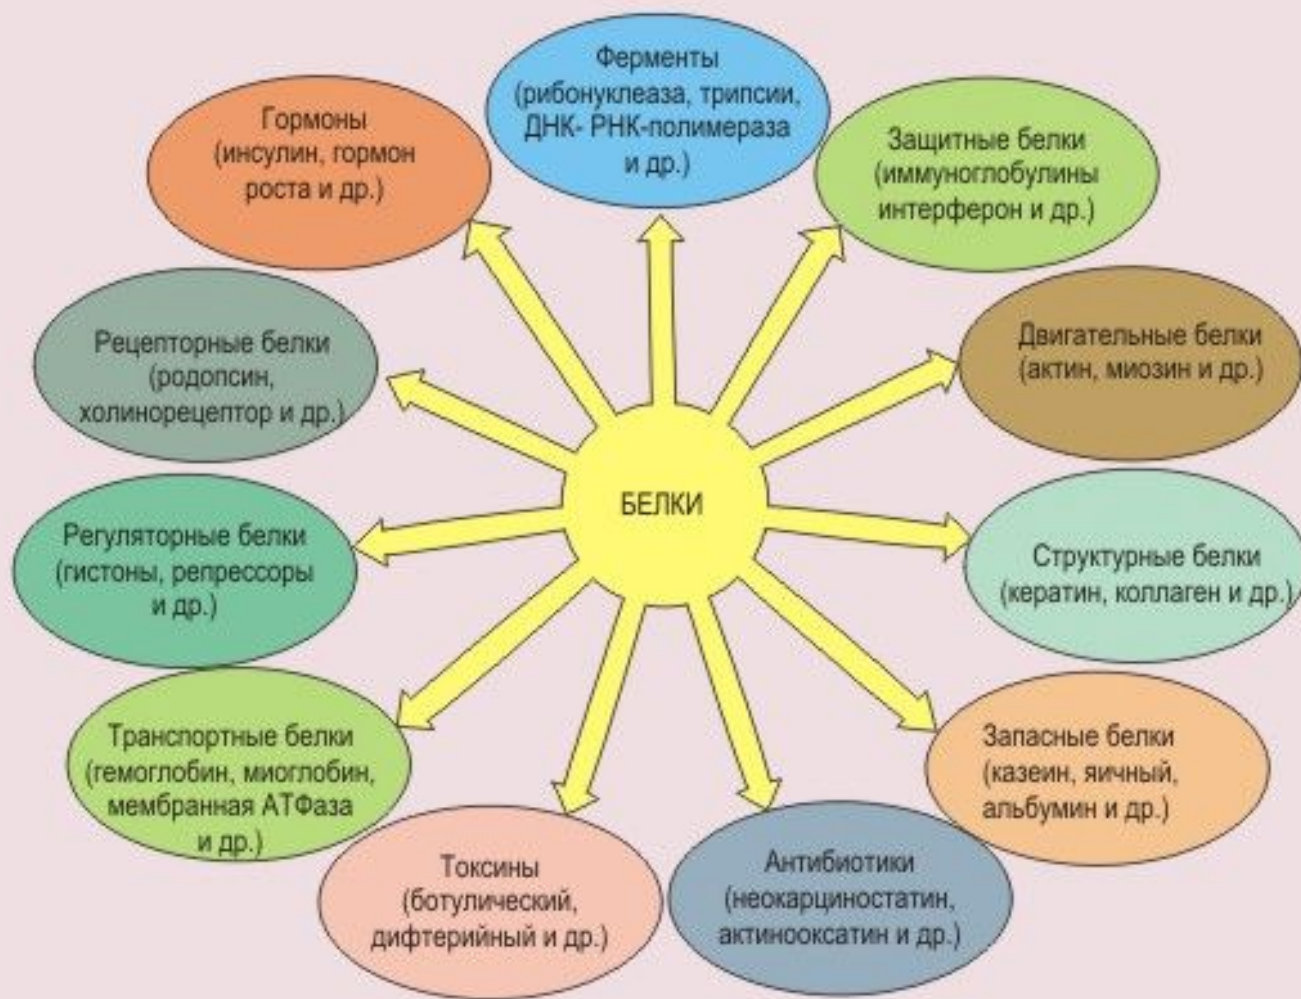 Ферменты
(рибонуклеаза, трипсии,
ДНК- РНК-полимераза
и др.)
Гормоны
(инсулин, гормон
роста и др.)
Защитные белки
(иммуноглобулины
интерферон и др.)
Рецепторные белки
(родопсин,
холинорецептор и др.)
Двигательные белки
(актин, миозин и др.)
БЕЛКИ
Регуляторные белки
(гистоны, репрессоры
и др.)
Структурные белки
(кератин, коллаген и др.)
Транспортные белки
(гемоглобин, миоглобин,
мембранная АТФаза
и др.)
Запасные белки
(казеин, яичный,
альбумин и др.)
Токсины
(ботулический,
дифтерийный и др.)
Антибиотики
(неокарциностатин,
актинооксатин и др.)